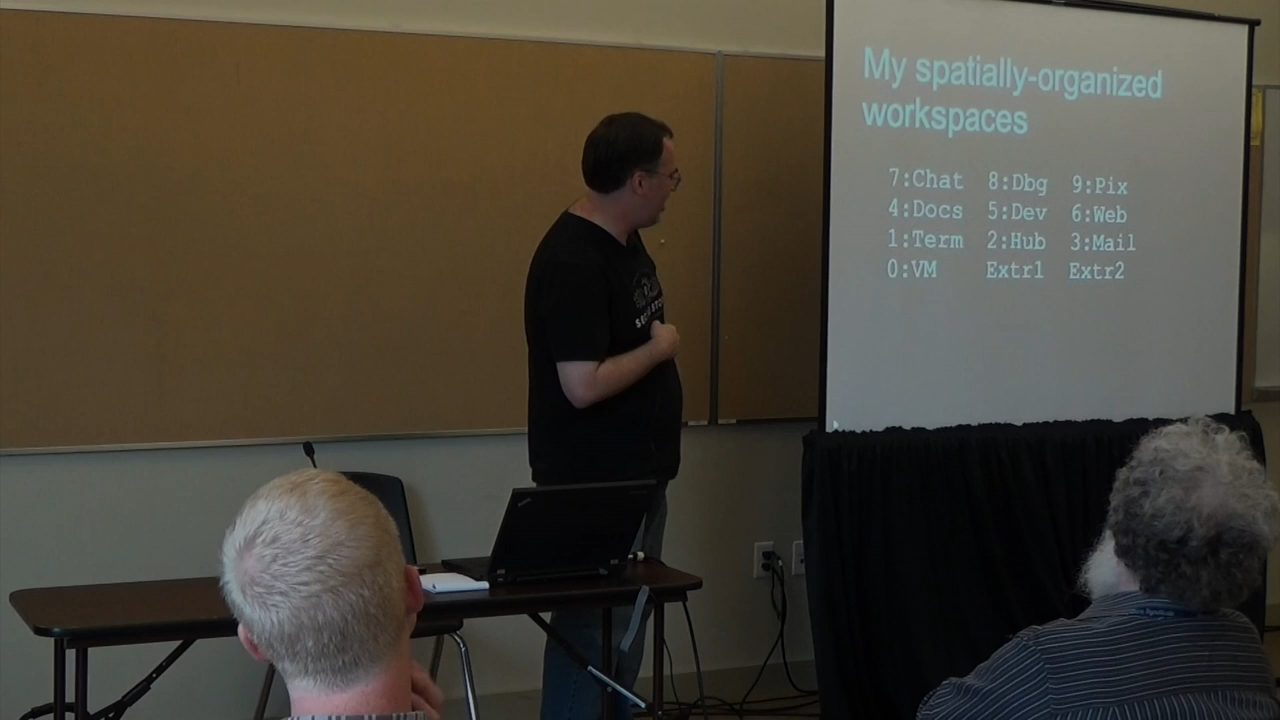 My spatially-organized
workspaces
7:Chat 8:Dbg 9:Pix
4:Docs 5:Dev 6:Web
1:Term 2:Hub 3:Mail
0:VM Extr1 Extr2